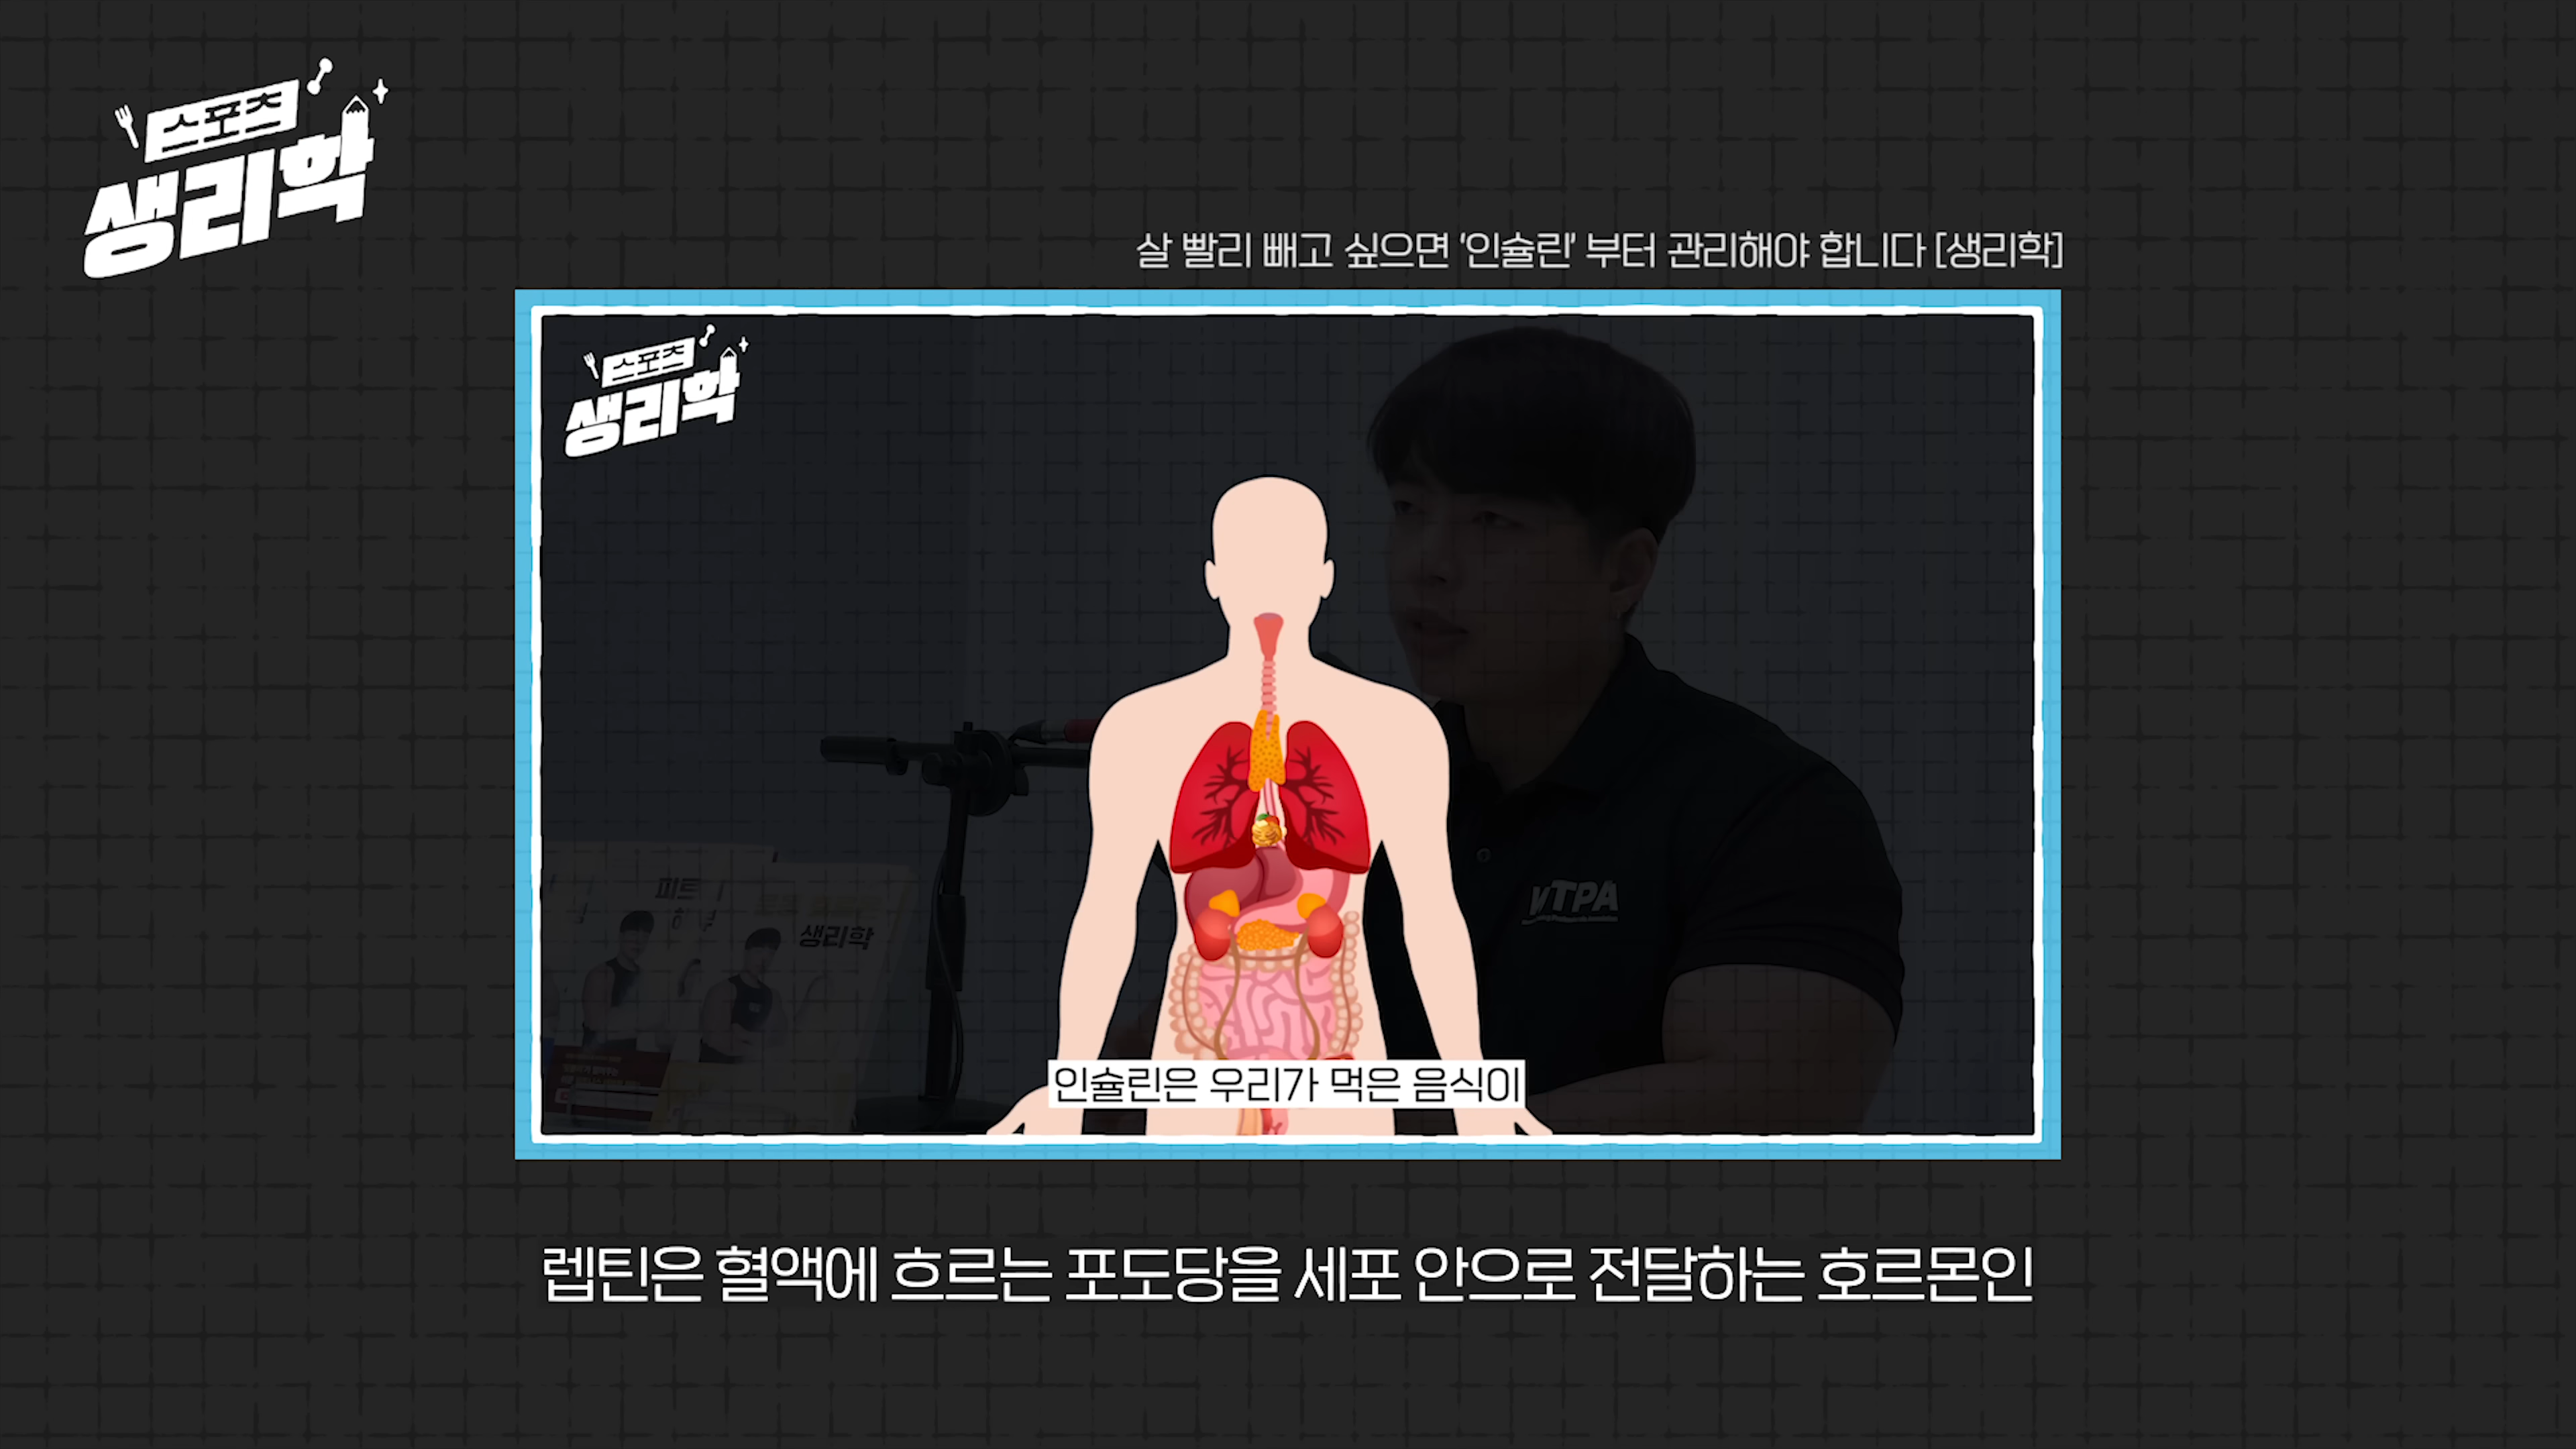 스포츠
생리학
살 빨리 빼고 싶으면 '인슐린' 부터 관리해야 합니다 [생리학]
스포츠
생리학
생리학
VTPA
인슐린은 우리가 먹은 음식이
렙틴은 혈액에 흐르는 포도당을 세포 안으로 전달하는 호르몬인